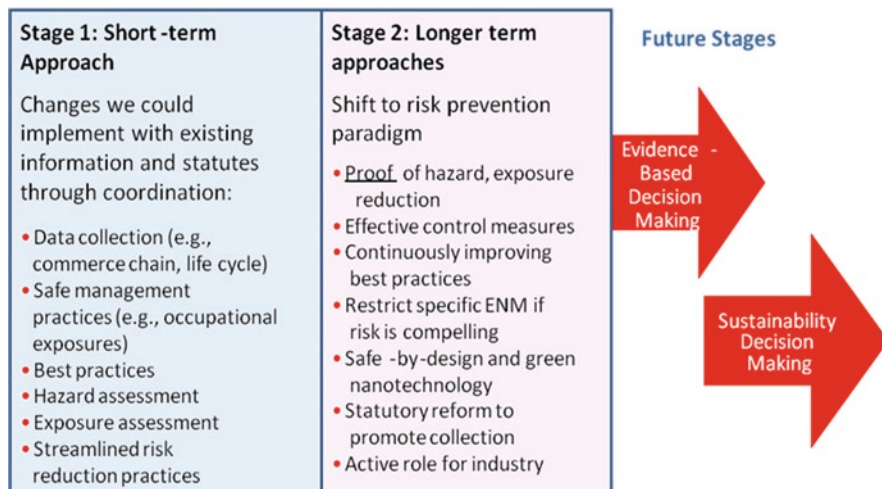 Stage 1: Short -term
Approach
Changes we could
implement with existing
information and statutes
through coordination:
• Data collection (e.g.,
commerce chain, life cycle)
• Safe management
practices (e.g., occupational
exposures)
• Best practices
• Hazard assessment
• Exposure assessment
• Streamlined risk
reduction practices
Stage 2: Longer term
approaches
Shift to risk prevention
paradigm
• Proof of hazard, exposure
reduction
• Effective control measures
• Continuously improving
best practices
• Restrict specific ENM if
risk is compelling
• Safe -by-design and green
nanotechnology
• Statutory reform to
promote collection
• Active role for industry
Future Stages
Evidence -
Based
Decision
Making
Sustainability
Decision
Making